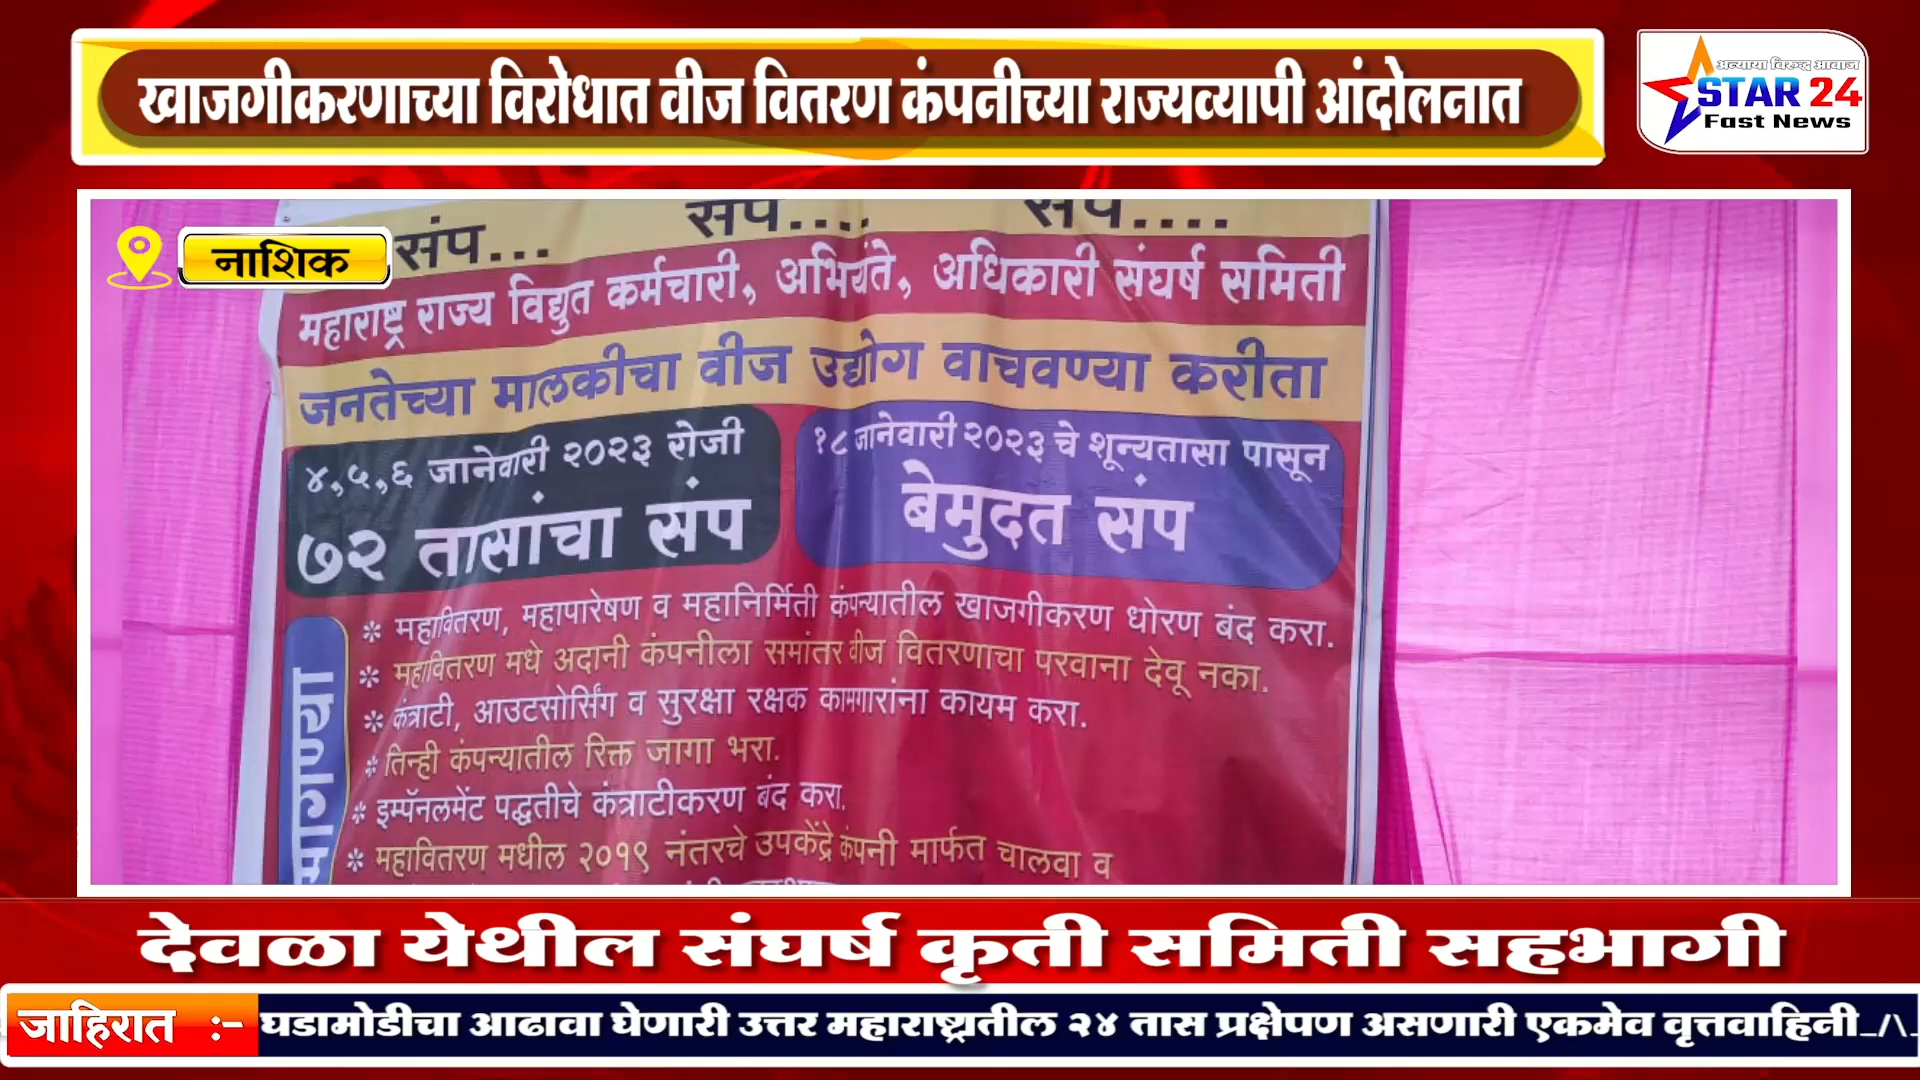 खाजगीकरणाच्या विरोधात वीज वितरण कंपनीच्या राज्यव्यापी आंदोलनात
अन्याया विरुद्ध आवाज
STAR 24
Fast News
नाशिक
संप... संप.... संप....
महाराष्ट्र राज्य विद्युत कर्मचारी, अभियंते, अधिकारी संघर्ष समिती
जनतेच्या मालकीचा वीज उद्योग वाचवण्या करीता
४,५,६ जानेवारी २०२३ रोजी
७२ तासांचा संप
१८ जानेवारी २०२३ चे शून्यतासा पासून
बेमुदत संप
मागण्या
* महावितरण, महापारेषण व महानिर्मिती कंपन्यातील खाजगीकरण धोरण बंद करा.
* महावितरण मधे अदानी कंपनीला समांतर वीज वितरणाचा परवाना देवू नका.
* कंत्राटी, आउटसोर्सिंग व सुरक्षा रक्षक कामगारांना कायम करा.
* तिन्ही कंपन्यातील रिक्त जागा भरा.
* इम्पॅनलमेंट पद्धतीचे कंत्राटीकरण बंद करा.
* महावितरण मधील २०१९ नंतरचे उपकेंद्रे कंपनी मार्फत चालवा व
देवळा येथील संघर्ष कृती समिती सहभागी
जाहिरात :-
घडामोडीचा आढावा घेणारी उत्तर महाराष्ट्रातील २४ तास प्रक्षेपण असणारी एकमेव वृत्तवाहिनी_/\_